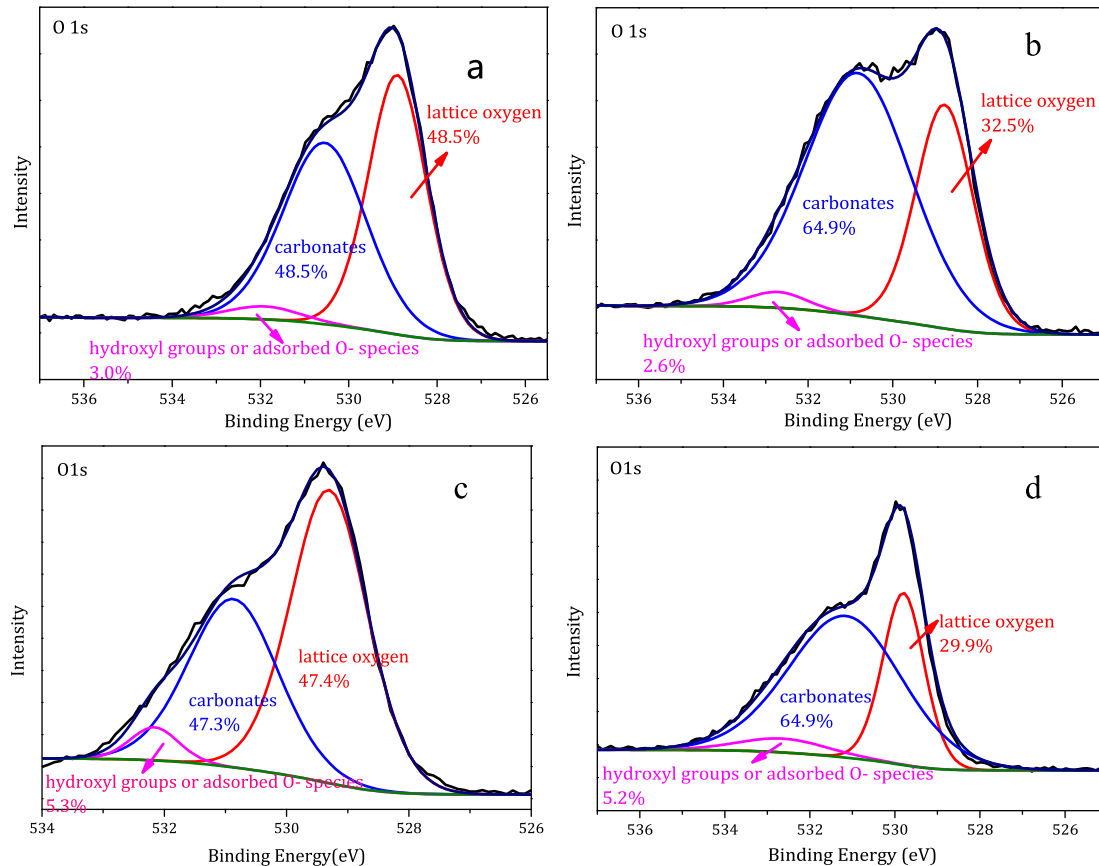 O 1s
a
lattice oxygen
48.5%
carbonates
48.5%
hydroxyl groups or adsorbed O- species
3.0%
Intensity
536 534 532 530 528 526
Binding Energy (eV)
O 1s
b
lattice oxygen
32.5%
carbonates
64.9%
hydroxyl groups or adsorbed O- species
2.6%
Intensity
536 534 532 530 528 526
Binding Energy (eV)
O1s
c
lattice oxygen
47.4%
carbonates
47.3%
hydroxyl groups or adsorbed O- species
5.3%
Intensity
534 532 530 528 526
Binding Energy(eV)
O1s
d
lattice oxygen
29.9%
carbonates
64.9%
hydroxyl groups or adsorbed O- species
5.2%
Intensity
536 534 532 530 528 526
Binding Energy (eV)